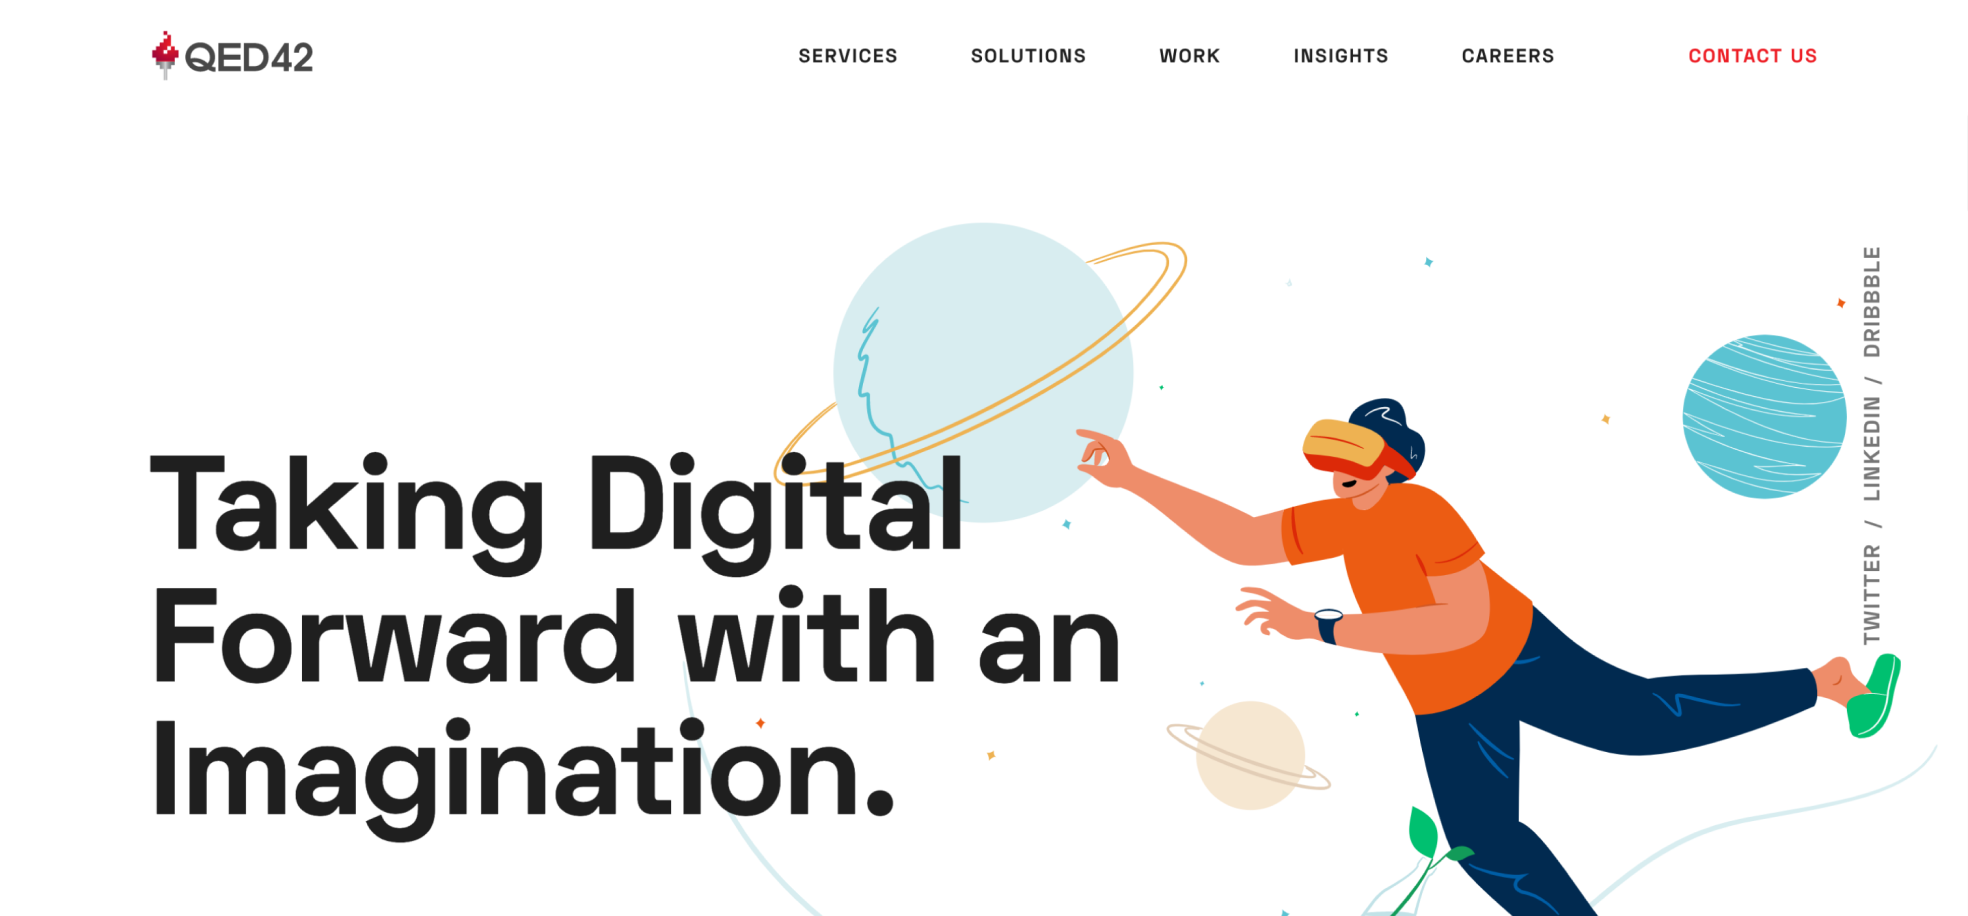 QED42
SERVICES SOLUTIONS WORK INSIGHTS CAREERS CONTACT US
Taking Digital
Forward with an
Imagination.
TWITTER / LINKEDIN / DRIBBBLE